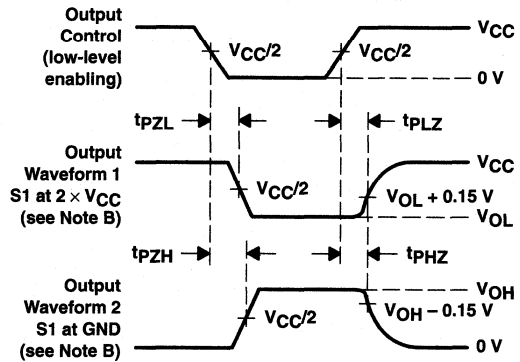 Output
Control
(low-level
enabling)
VCC/2
VCC/2
VCC
0 V
tPZL
tPLZ
Output
Waveform 1
S1 at 2 × VCC
(see Note B)
VCC/2
VCC
VOL + 0.15 V
VOL
tPZH
tPHZ
Output
Waveform 2
S1 at GND
(see Note B)
VCC/2
VOH
VOH − 0.15 V
0 V